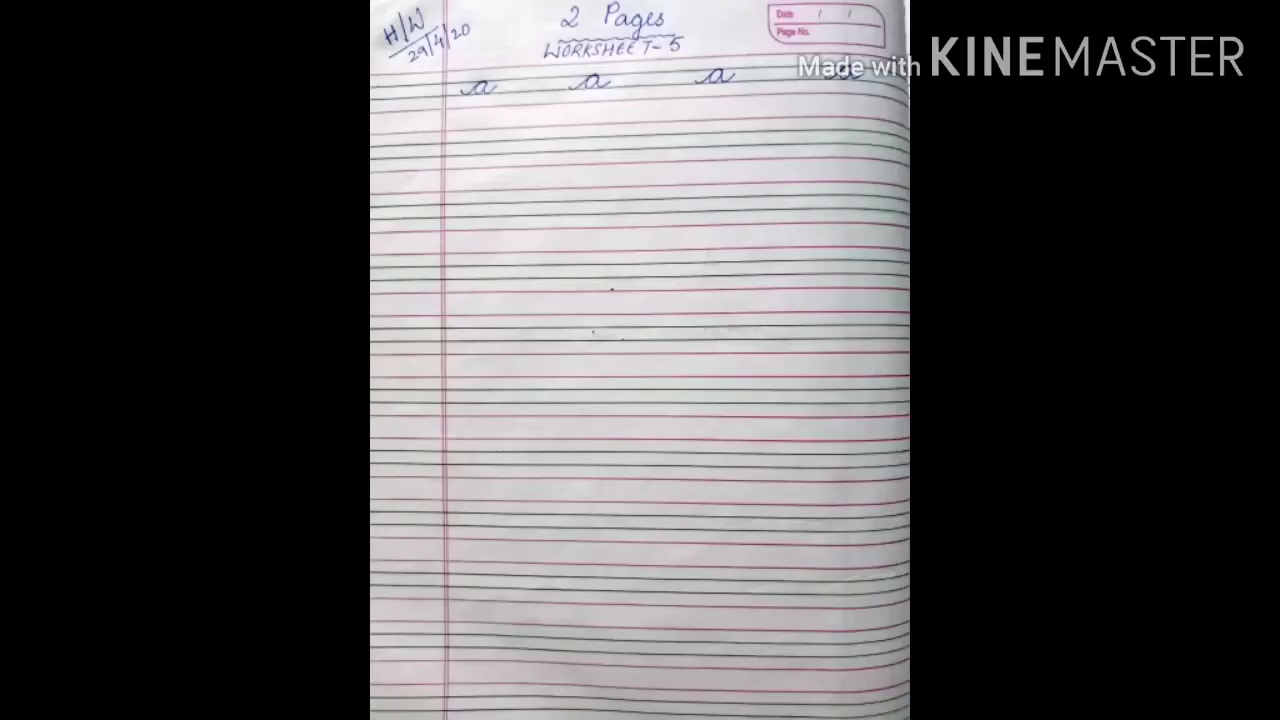 H/W
29/4/20
2 Pages
WORKSHEET-5
Date / /
Page No.
Made with KINEMASTER
a a a a